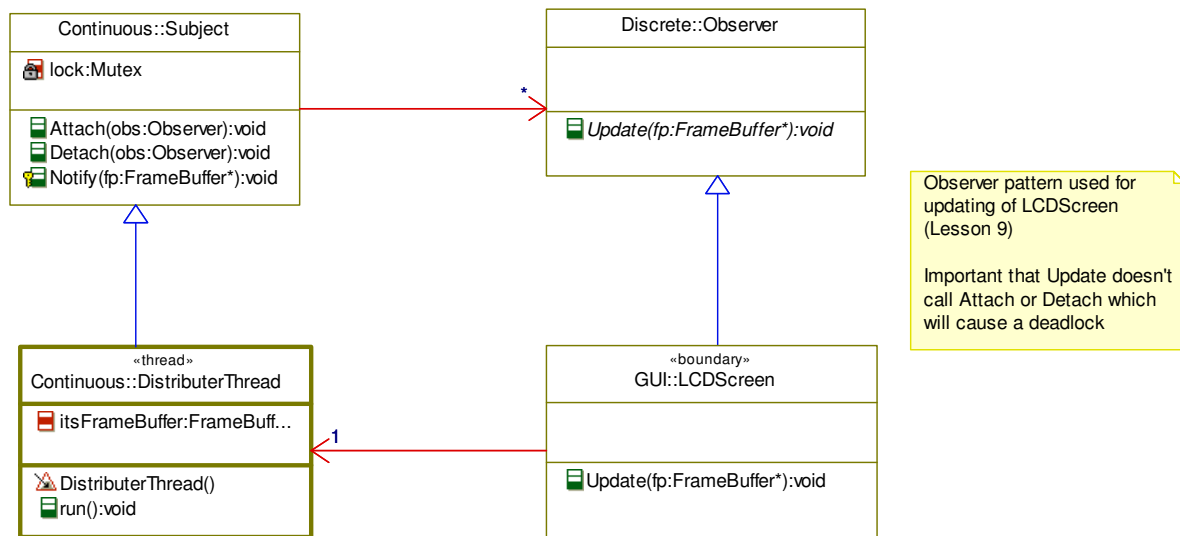 Continuous::Subject
lock:Mutex
Attach(obs:Observer):void
Detach(obs:Observer):void
Notify(fp:FrameBuffer*):void
*
Discrete::Observer
Update(fp:FrameBuffer*):void
Observer pattern used for
updating of LCDScreen
(Lesson 9)
Important that Update doesn't
call Attach or Detach which
will cause a deadlock
«thread»
Continuous::DistributerThread
itsFrameBuffer:FrameBuff...
DistributerThread()
run():void
1
«boundary»
GUI::LCDScreen
Update(fp:FrameBuffer*):void